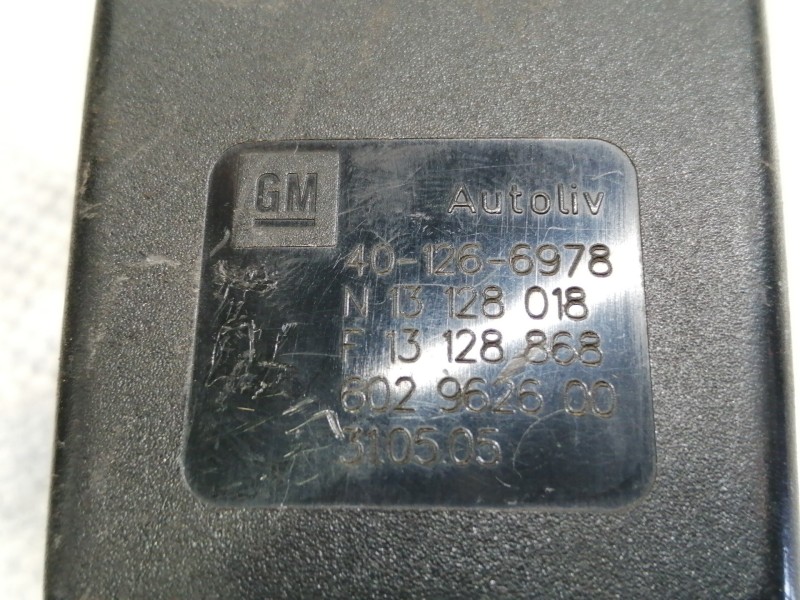 GM Autoliv
40-126-6978
N 13 128 018
F 13 128 868
602 9626 00
310505